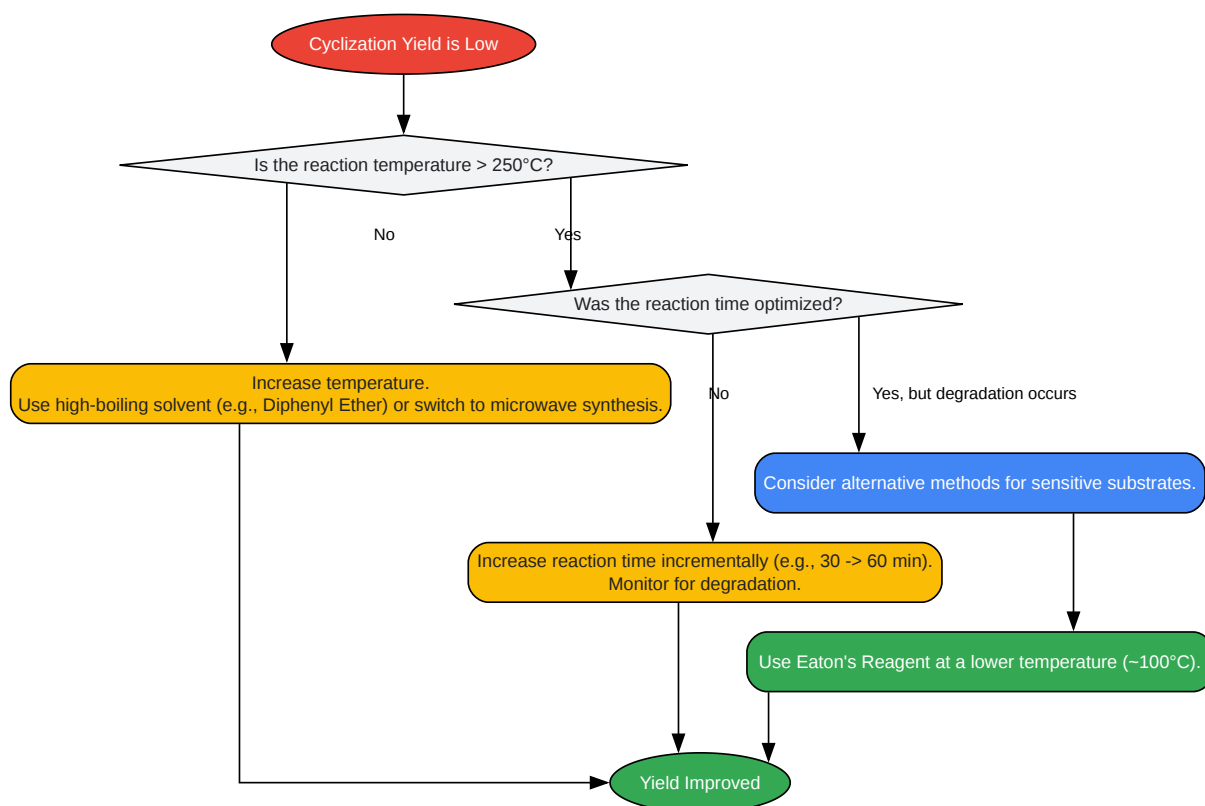 Cyclization Yield is Low
Is the reaction temperature > 250°C?
No
Yes
Was the reaction time optimized?
Increase temperature.
Use high-boiling solvent (e.g., Diphenyl Ether) or switch to microwave synthesis.
No
Yes, but degradation occurs
Consider alternative methods for sensitive substrates.
Increase reaction time incrementally (e.g., 30 -> 60 min).
Monitor for degradation.
Use Eaton's Reagent at a lower temperature (~100°C).
Yield Improved